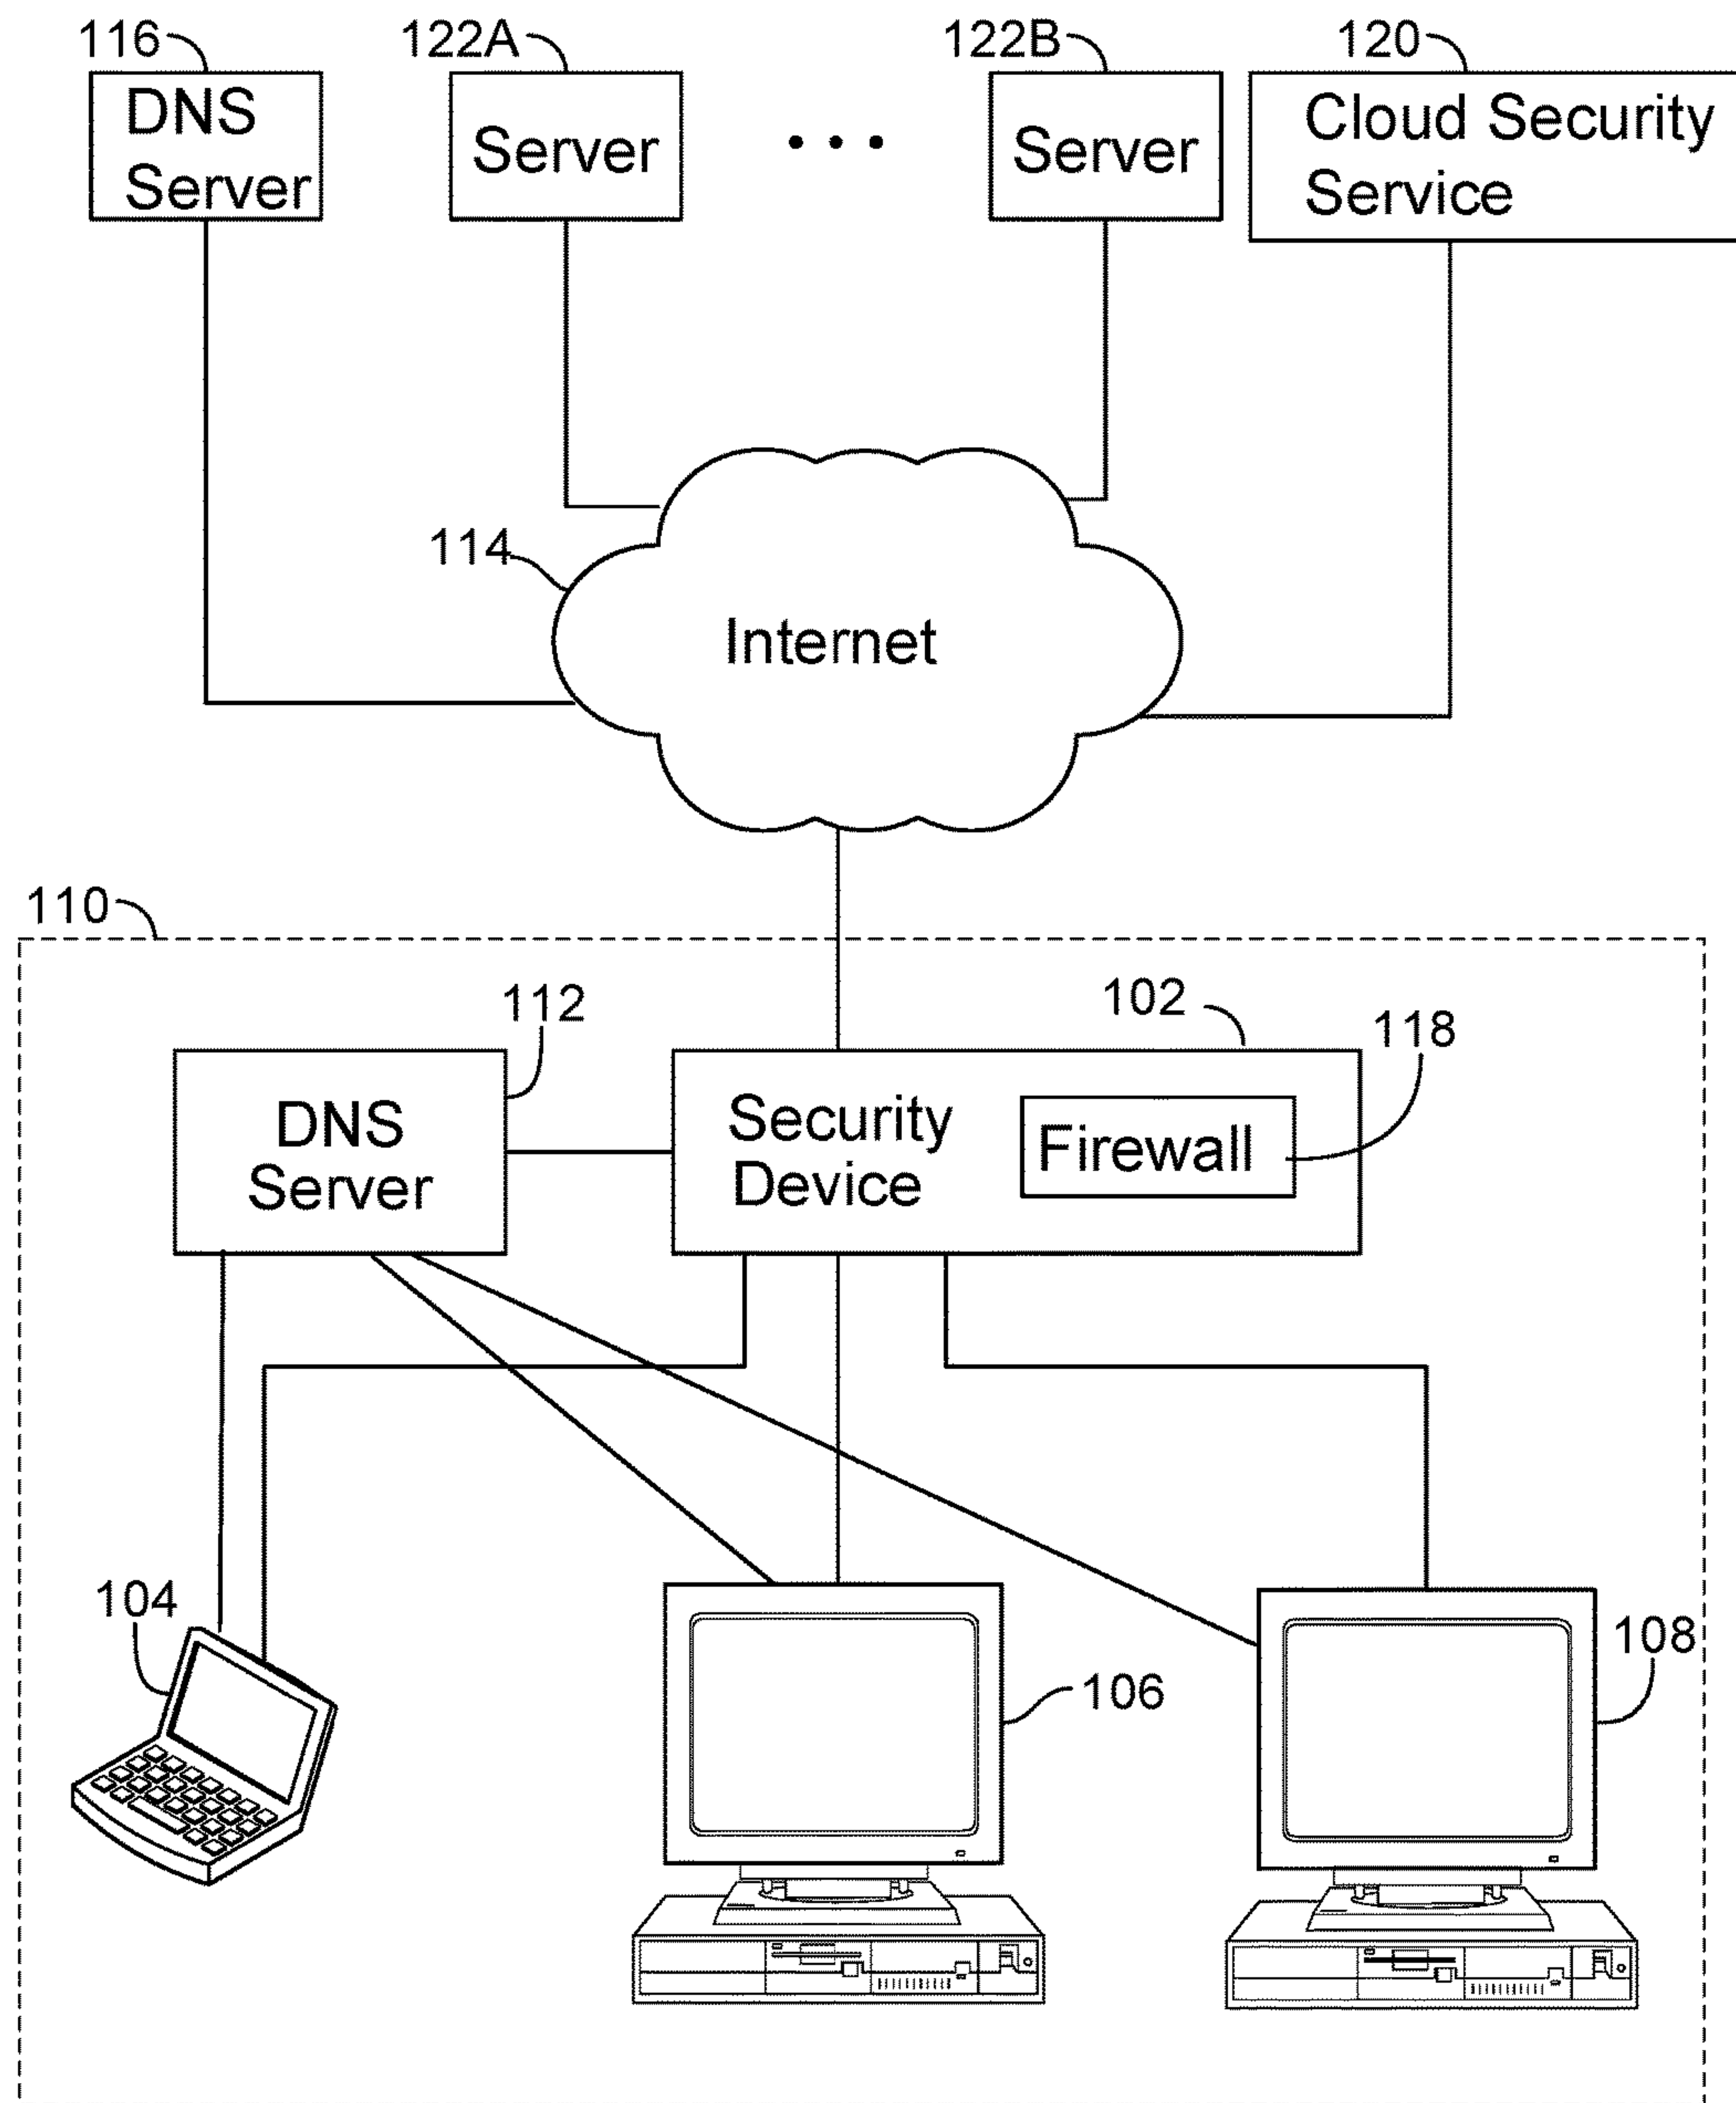 116
122A
122B
120
DNS
Server
Server
• • •
Server
Cloud Security
Service
114
Internet
110
112
102
118
DNS
Server
Security
Device
Firewall
104
106
108